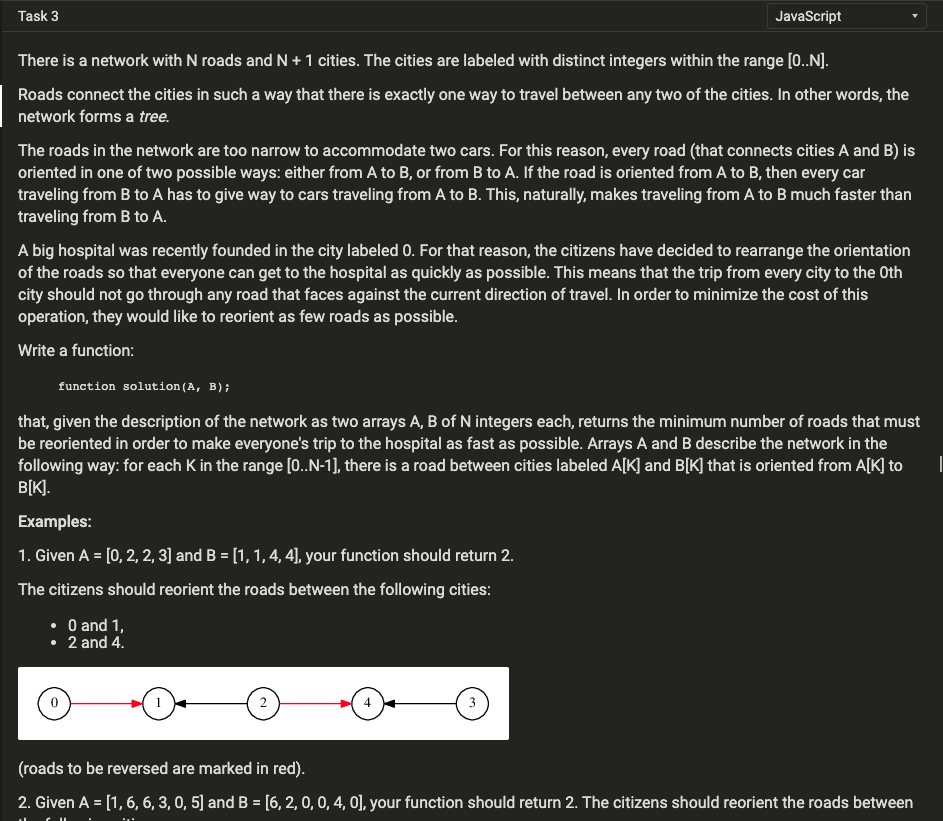 Task 3
JavaScript
There is a network with N roads and N + 1 cities. The cities are labeled with distinct integers within the range [0..N].
Roads connect the cities in such a way that there is exactly one way to travel between any two of the cities. In other words, the
network forms a tree.
The roads in the network are too narrow to accommodate two cars. For this reason, every road (that connects cities A and B) is
oriented in one of two possible ways: either from A to B, or from B to A. If the road is oriented from A to B, then every car
traveling from B to A has to give way to cars traveling from A to B. This, naturally, makes traveling from A to B much faster than
traveling from B to A.
A big hospital was recently founded in the city labeled 0. For that reason, the citizens have decided to rearrange the orientation
of the roads so that everyone can get to the hospital as quickly as possible. This means that the trip from every city to the 0th
city should not go through any road that faces against the current direction of travel. In order to minimize the cost of this
operation, they would like to reorient as few roads as possible.
Write a function:
function solution(A, B);
that, given the description of the network as two arrays A, B of N integers each, returns the minimum number of roads that must
be reoriented in order to make everyone's trip to the hospital as fast as possible. Arrays A and B describe the network in the
following way: for each K in the range [0..N-1], there is a road between cities labeled A[K] and B[K] that is oriented from A[K] to
B[K].
Examples:
1. Given A = [0, 2, 2, 3] and B = [1, 1, 4, 4], your function should return 2.
The citizens should reorient the roads between the following cities:
• 0 and 1,
• 2 and 4.
0 1 2 4 3
(roads to be reversed are marked in red).
2. Given A = [1, 6, 6, 3, 0, 5] and B = [6, 2, 0, 0, 4, 0], your function should return 2. The citizens should reorient the roads between